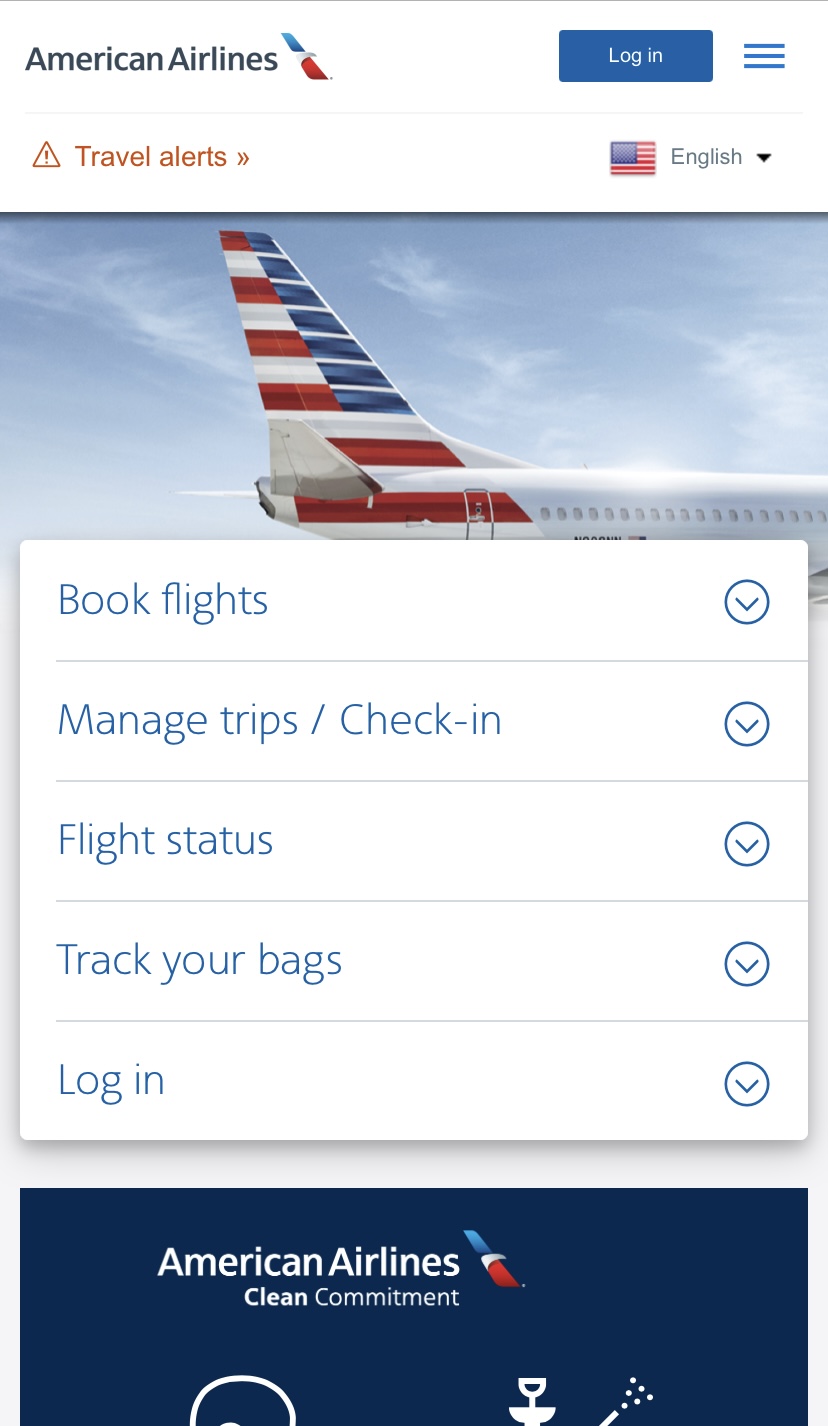 American Airlines
Log in
Travel alerts »
English
Book flights
Manage trips / Check-in
Flight status
Track your bags
Log in
American Airlines
Clean Commitment